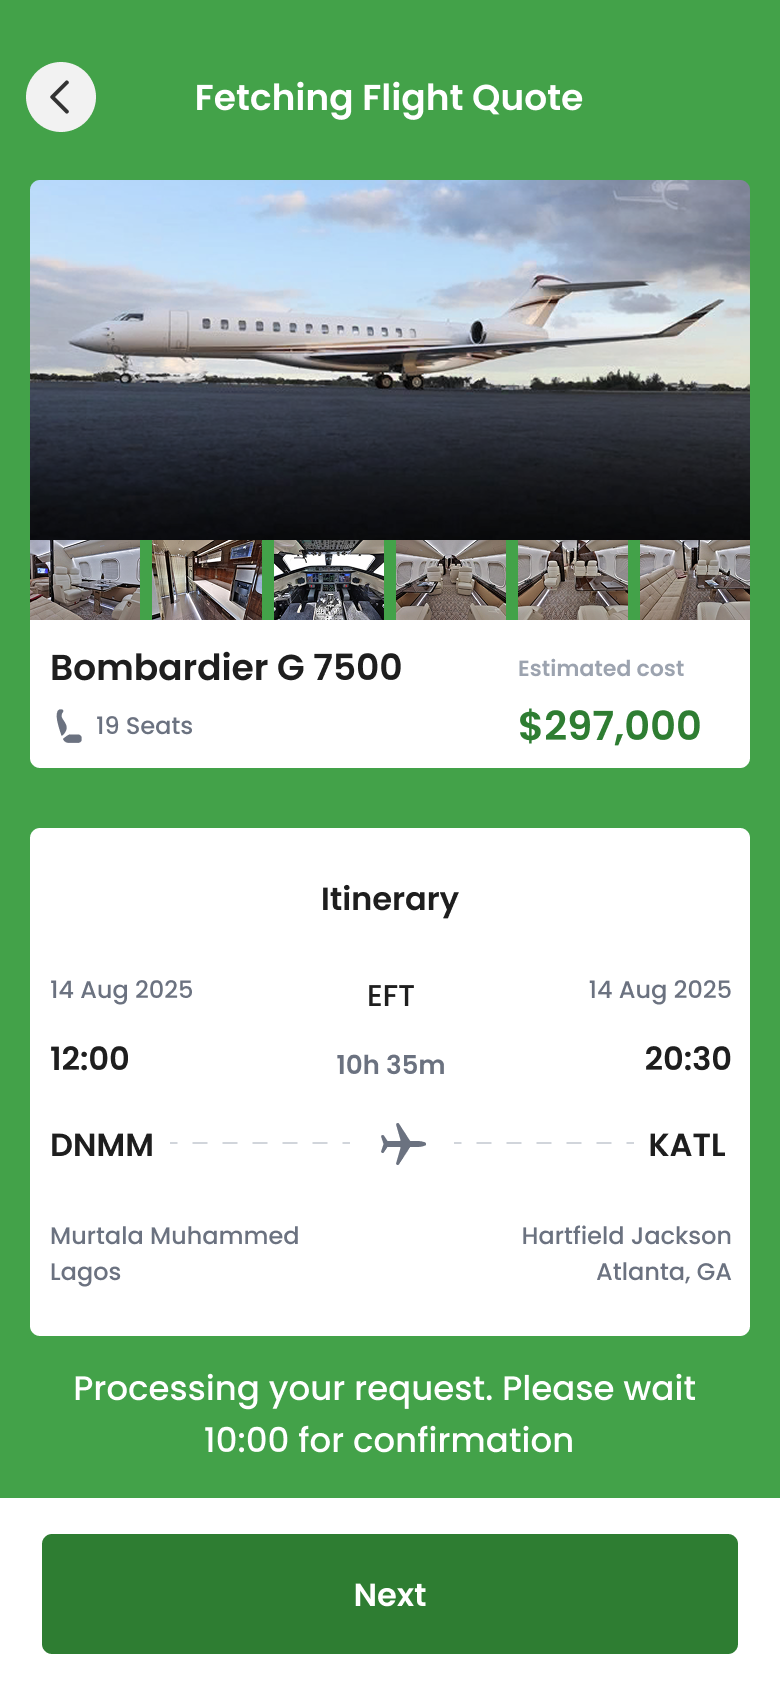 Fetching Flight Quote
Bombardier G 7500
Estimated cost
19 Seats
$297,000
Itinerary
14 Aug 2025
EFT
14 Aug 2025
12:00
10h 35m
20:30
DNMM
KATL
Murtala Muhammed
Lagos
Hartfield Jackson
Atlanta, GA
Processing your request. Please wait
10:00 for confirmation
Next